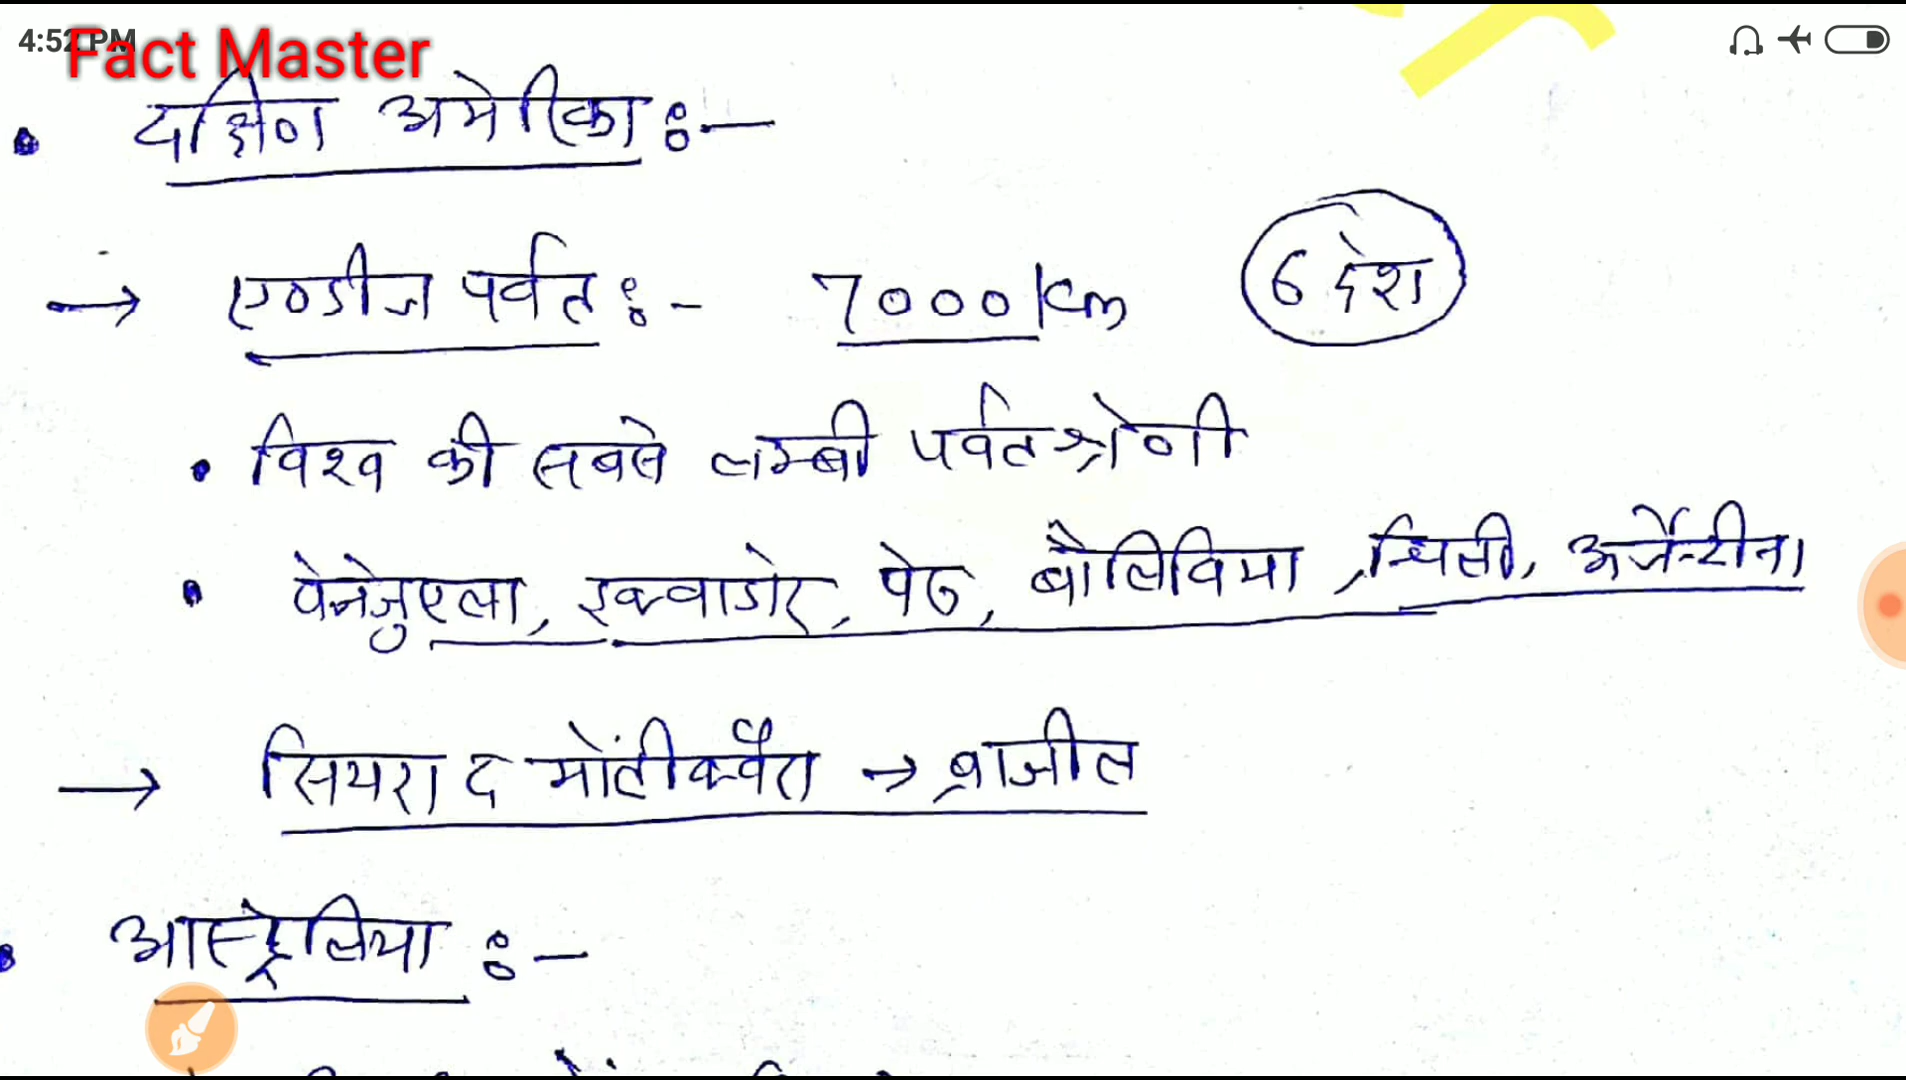 4:52 PM
Fact Master
• दक्षिण अमेरिका :—
→ एण्डीज पर्वत :- 7000 km 6 देश
• विश्व की सबसे लम्बी पर्वतश्रेणी
• वेनेजुएला, इक्वाडोर, पेरू, बोलिविया, चिली, अर्जेन्टीना
→ सियरा द मोंटीक्वैरा → ब्राजील
• आस्ट्रेलिया :—